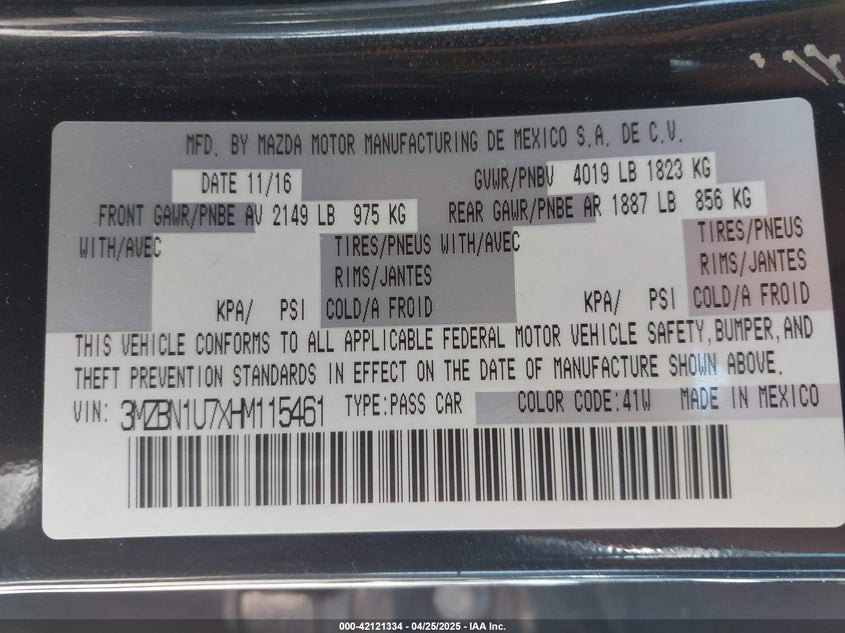 MFD. BY MAZDA MOTOR MANUFACTURING DE MEXICO S.A. DE C.V.
DATE 11/16 GVWR/PNBV 4019 LB 1823 KG
FRONT GAWR/PNBE AV 2149 LB 975 KG REAR GAWR/PNBE AR 1887 LB 856 KG
WITH/AVEC TIRES/PNEUS WITH/AVEC TIRES/PNEUS
RIMS/JANTES RIMS/JANTES
KPA/ PSI COLD/A FROID KPA/ PSI COLD/A FROID
THIS VEHICLE CONFORMS TO ALL APPLICABLE FEDERAL MOTOR VEHICLE SAFETY, BUMPER, AND
THEFT PREVENTION STANDARDS IN EFFECT ON THE DATE OF MANUFACTURE SHOWN ABOVE.
VIN: 3MZBN1U7XHM115461 TYPE:PASS CAR COLOR CODE:41W MADE IN MEXICO
000-42121334 - 04/25/2025 - IAA Inc.